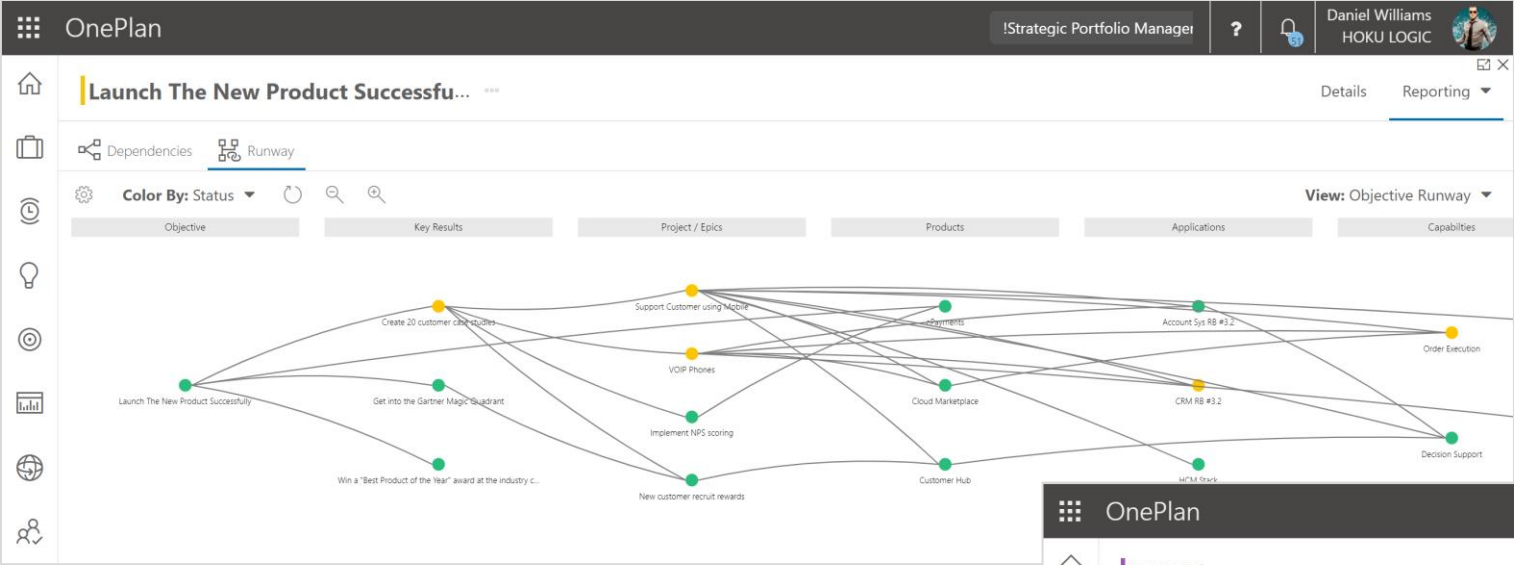 OnePlan
!Strategic Portfolio Manager
?
51
Daniel Williams
HOKU LOGIC
Launch The New Product Successfu...
Details
Reporting
Dependencies
Runway
Color By: Status
View: Objective Runway
Objective
Key Results
Project / Epics
Products
Applications
Capabilties
Support Customer using Mobile
Create 20 customer case studies
ePayments
Account Sys RB #3.2
Order Execution
VOIP Phones
Launch The New Product Successfully
Get into the Gartner Magic Quadrant
Cloud Marketplace
CRM RB #3.2
Implement NPS scoring
Decision Support
Win a "Best Product of the Year" award at the industry c...
Customer Hub
HCM Stack
New customer recruit rewards
OnePlan